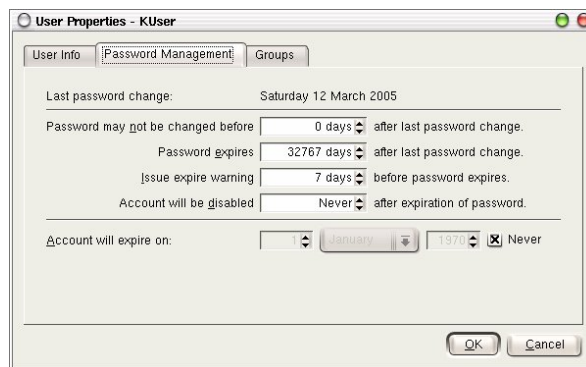 User Properties - KUser
User Info Password Management Groups
Last password change: Saturday 12 March 2005
Password may not be changed before 0 days after last password change.
Password expires 32767 days after last password change.
Issue expire warning 7 days before password expires.
Account will be disabled Never after expiration of password.
Account will expire on: 1 January 1970 Never
OK Cancel